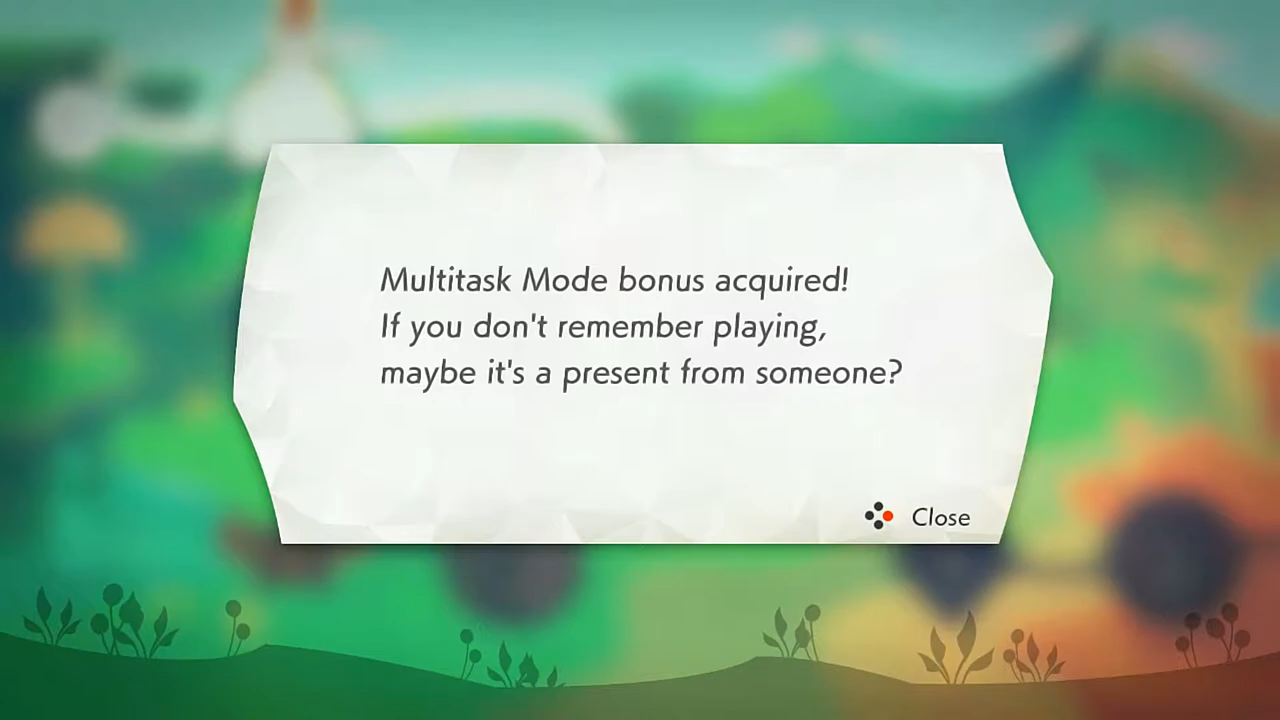 Multitask Mode bonus acquired!
If you don't remember playing,
maybe it's a present from someone?
Close